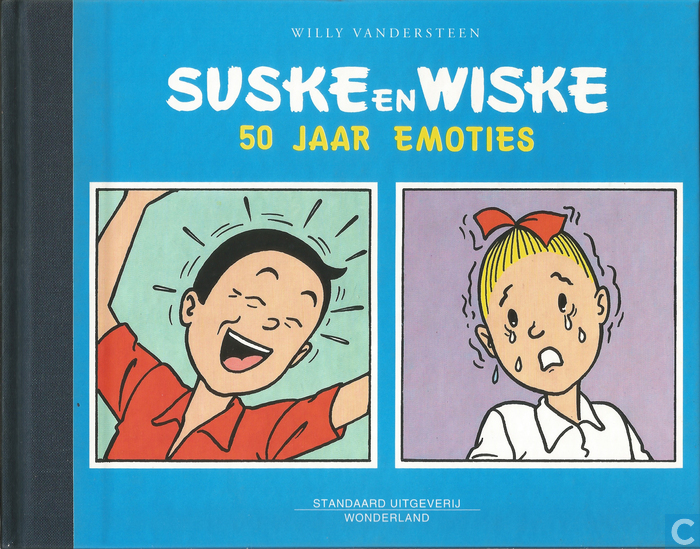 WILLY VANDERSTEEN
SUSKE EN WISKE
50 JAAR EMOTIES
STANDAARD UITGEVERIJ
WONDERLAND
C